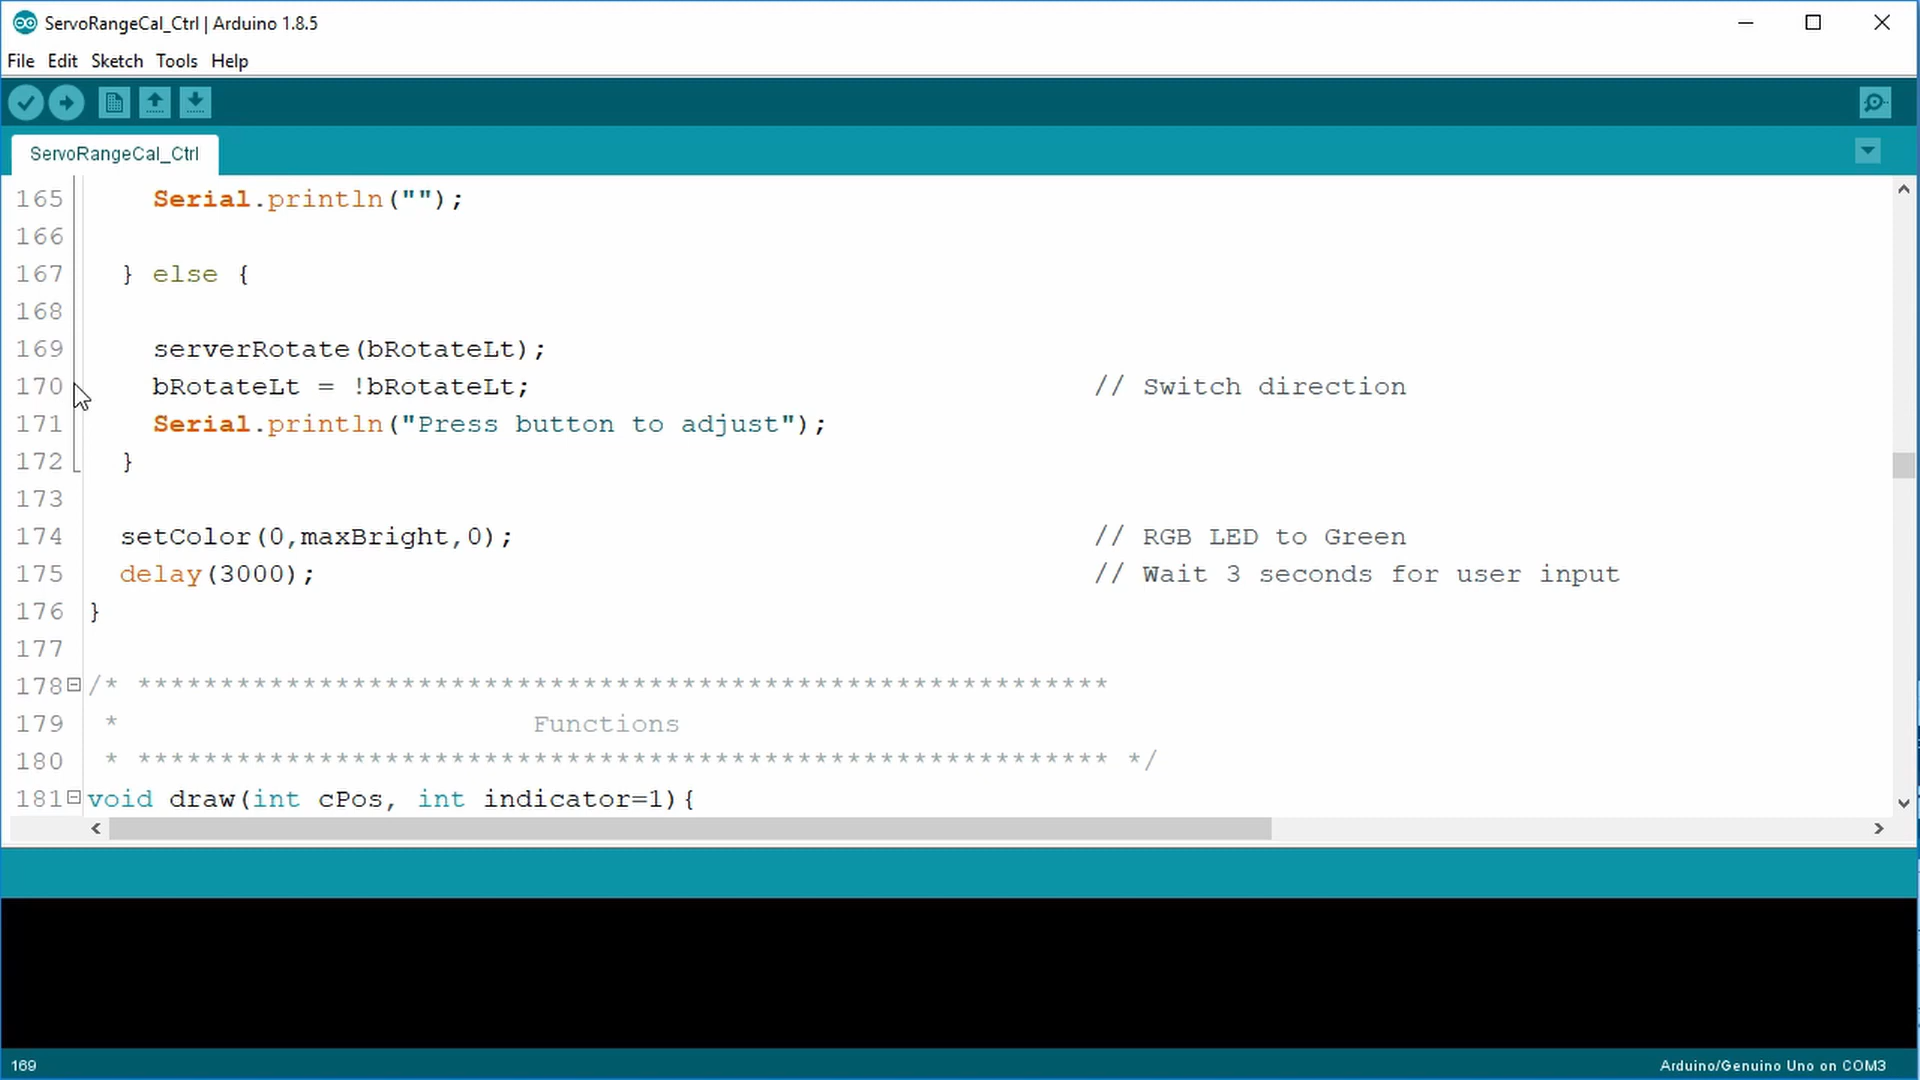 ServoRangeCal_Ctrl | Arduino 1.8.5
File Edit Sketch Tools Help
ServoRangeCal_Ctrl
165 Serial.println("");
166
167 } else {
168
169 serverRotate(bRotateLt);
170 bRotateLt = !bRotateLt; // Switch direction
171 Serial.println("Press button to adjust");
172 }
173
174 setColor(0,maxBright,0); // RGB LED to Green
175 delay(3000); // Wait 3 seconds for user input
176 }
177
178 /* ***********************************************************
179 * Functions
180 * *********************************************************** */
181 void draw(int cPos, int indicator=1){
169
Arduino/Genuino Uno on COM3